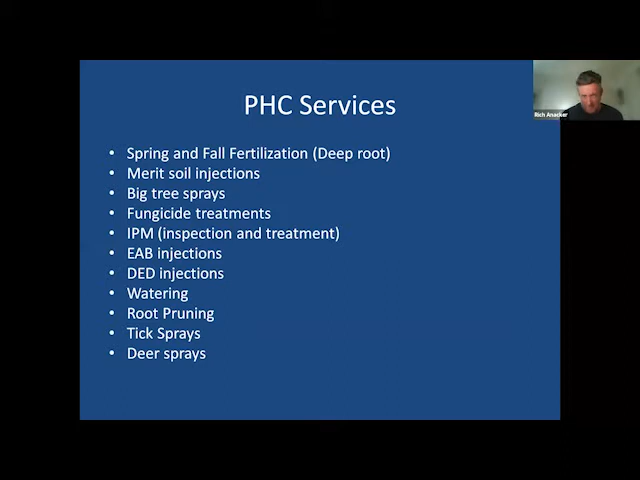 PHC Services
Rich Anacker
• Spring and Fall Fertilization (Deep root)
• Merit soil injections
• Big tree sprays
• Fungicide treatments
• IPM (inspection and treatment)
• EAB injections
• DED injections
• Watering
• Root Pruning
• Tick Sprays
• Deer sprays